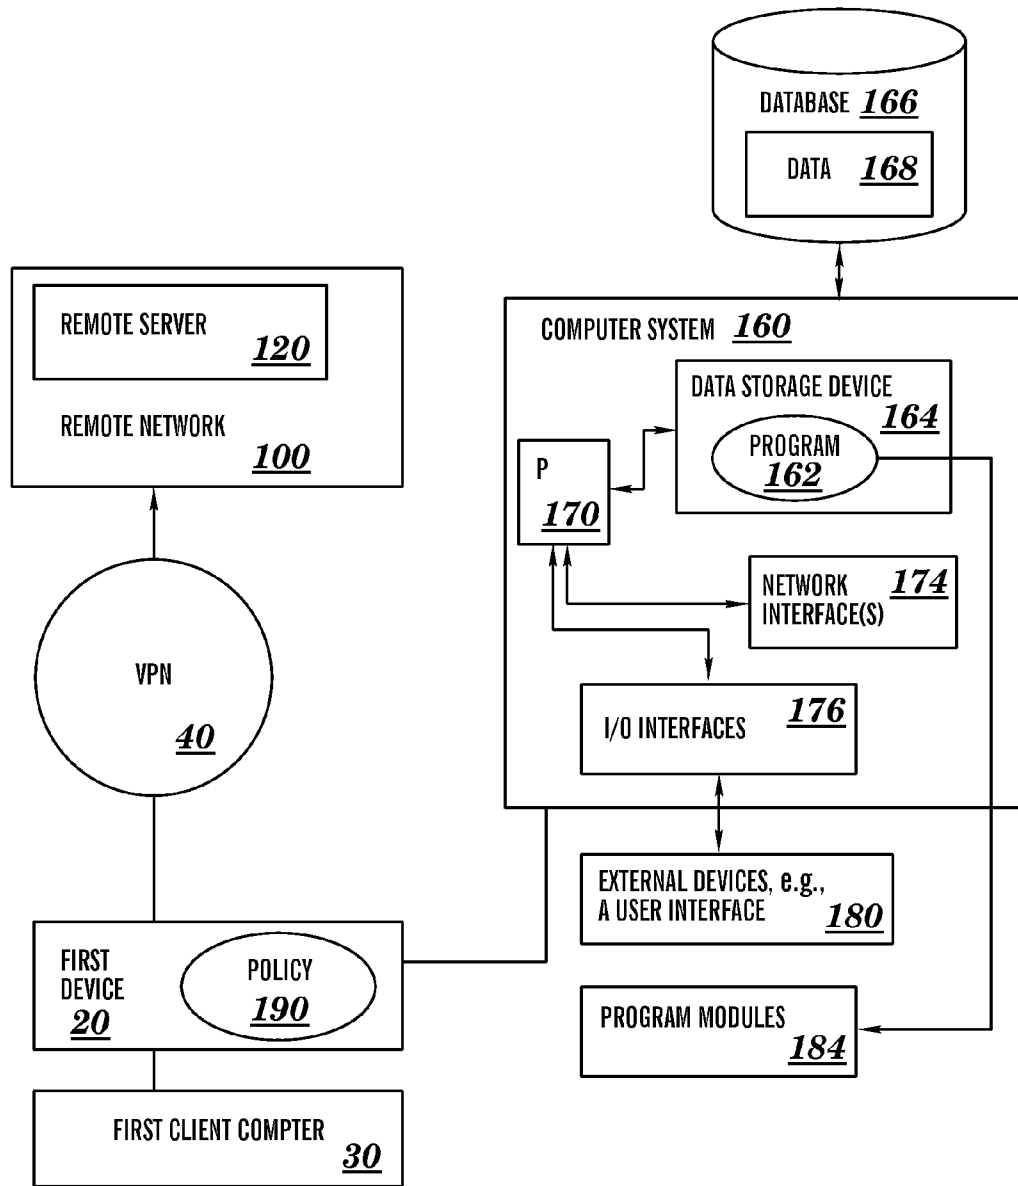 DATABASE 166
DATA 168
REMOTE SERVER
120
REMOTE NETWORK
100
COMPUTER SYSTEM 160
DATA STORAGE DEVICE
164
PROGRAM
162
P
170
NETWORK
INTERFACE(S)
174
I/O INTERFACES
176
VPN
40
EXTERNAL DEVICES, e.g.,
A USER INTERFACE
180
FIRST
DEVICE
20
POLICY
190
PROGRAM MODULES
184
FIRST CLIENT COMPTER
30